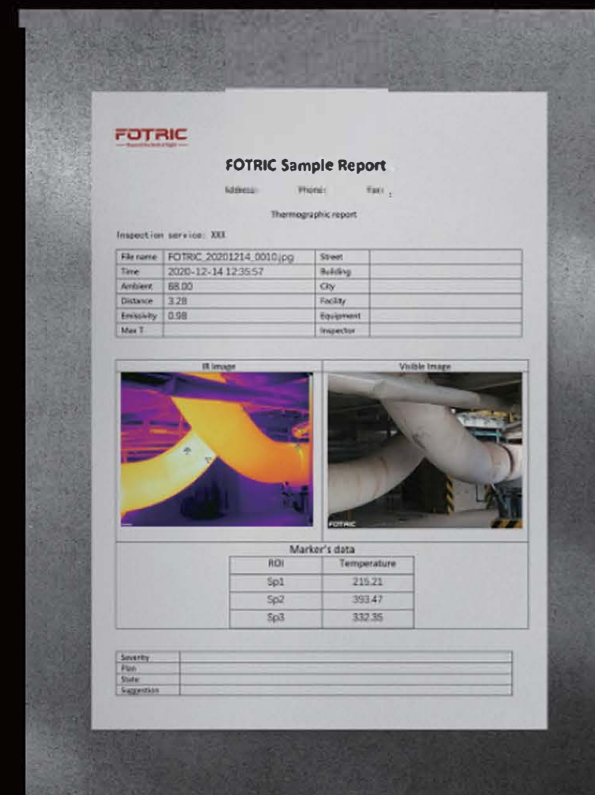 FOTRIC
FOTRIC Sample Report
Address: Phone: Fax: :
Thermographic report
Inspection service: XXX
File name FOTRIC_20201214_0010.jpg Street
Time 2020-12-14 12:35:57 Building
Ambient 68.00 City
Distance 3.28 Facility
Emissivity 0.98 Equipment
Max T Inspector
IR Image Visible Image
FOTRIC
Marker's data
ROI Temperature
Sp1 215.21
Sp2 393.47
Sp3 332.35
Severity
Plan
State
Suggestion